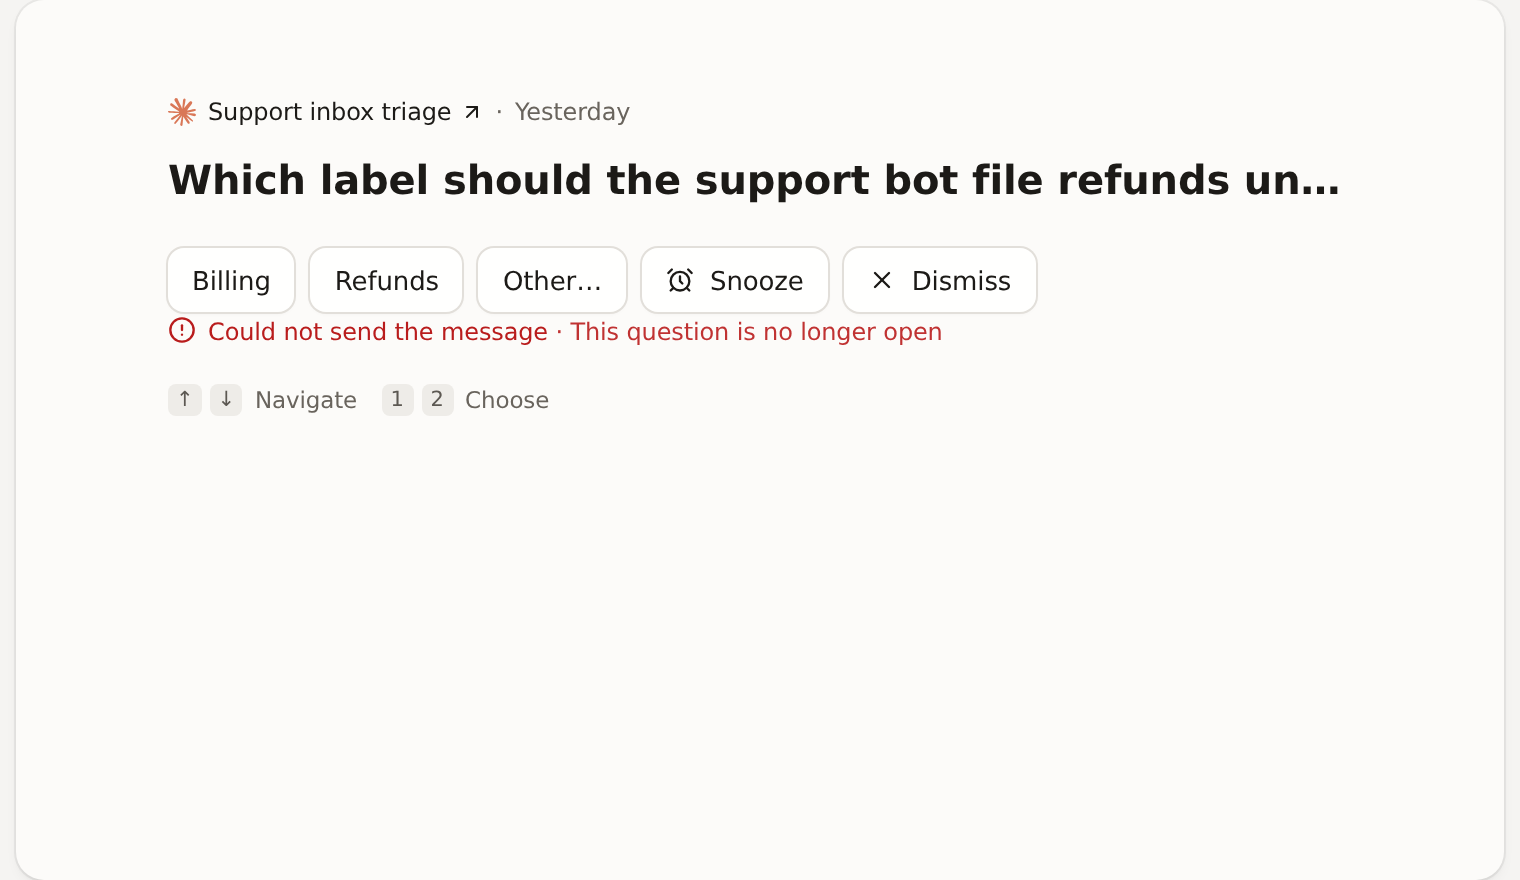 Support inbox triage ↗ · Yesterday
Which label should the support bot file refunds un…
Billing Refunds Other… Snooze Dismiss
Could not send the message · This question is no longer open
↑ ↓ Navigate 1 2 Choose